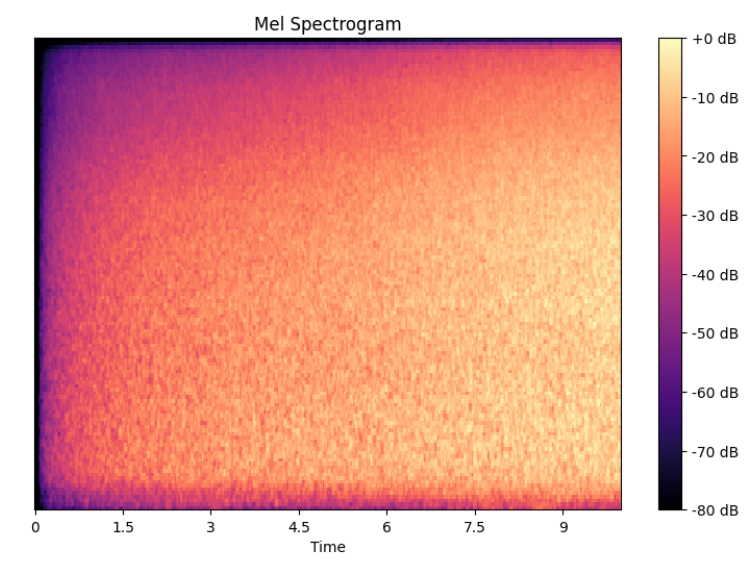 Mel Spectrogram
+0 dB
-10 dB
-20 dB
-30 dB
-40 dB
-50 dB
-60 dB
-70 dB
-80 dB
0 1.5 3 4.5 6 7.5 9
Time